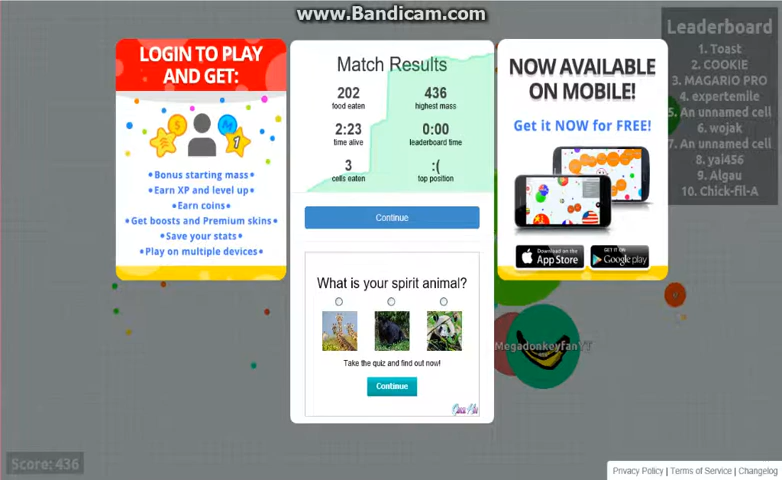 www.Bandicam.com
LOGIN TO PLAY
AND GET:
Bonus starting mass
Earn XP and level up
Earn coins
Get boosts and Premium skins
Save your stats
Play on multiple devices
Match Results
202
food eaten
436
highest mass
2:23
time alive
0:00
leaderboard time
3
cells eaten
:(
top position
Continue
What is your spirit animal?
Take the quiz and find out now!
Continue
NOW AVAILABLE
ON MOBILE!
Get it NOW for FREE!
Download on the
App Store
GET IT ON
Google play
Leaderboard
1. Toast
2. COOKIE
3. MAGARIO PRO
4. expertemile
5. An unnamed cell
6. wojak
7. An unnamed cell
8. yal456
9. Algau
10. Chick-fil-A
MegadonkeyfanYT
Score: 436
Privacy Policy | Terms of Service | Changelog